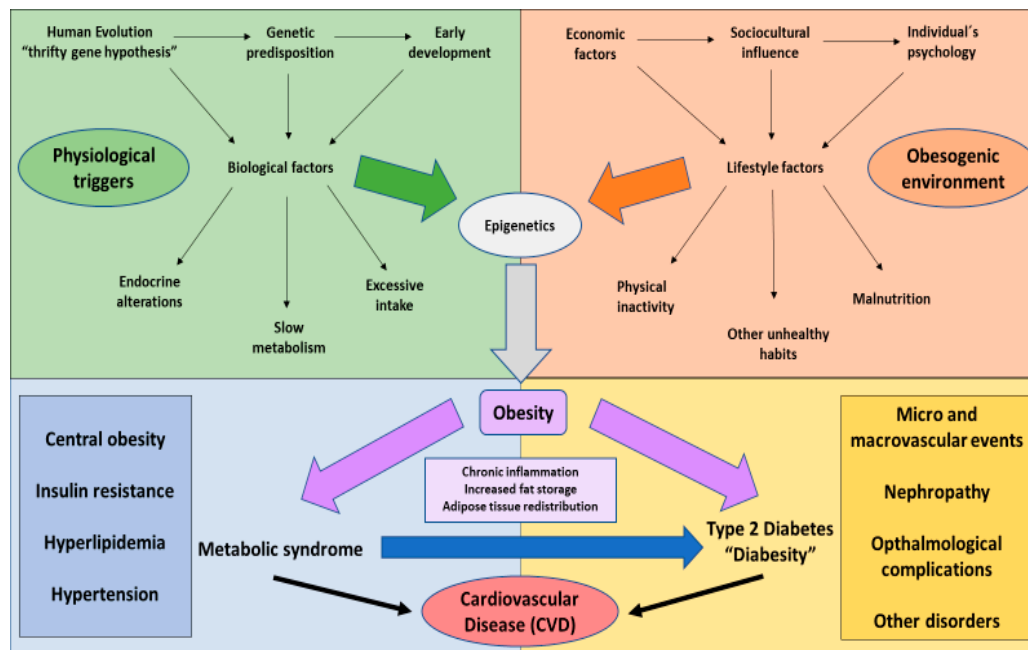 Human Evolution
“thrifty gene hypothesis”
Genetic
predisposition
Early
development
Physiological
triggers
Biological factors
Endocrine
alterations
Slow
metabolism
Excessive
intake
Economic
factors
Sociocultural
influence
Individual´s
psychology
Lifestyle factors
Obesogenic
environment
Physical
inactivity
Other unhealthy
habits
Malnutrition
Epigenetics
Obesity
Chronic inflammation
Increased fat storage
Adipose tissue redistribution
Central obesity
Insulin resistance
Hyperlipidemia
Hypertension
Metabolic syndrome
Type 2 Diabetes
“Diabesity”
Cardiovascular
Disease (CVD)
Micro and
macrovascular events
Nephropathy
Opthalmological
complications
Other disorders